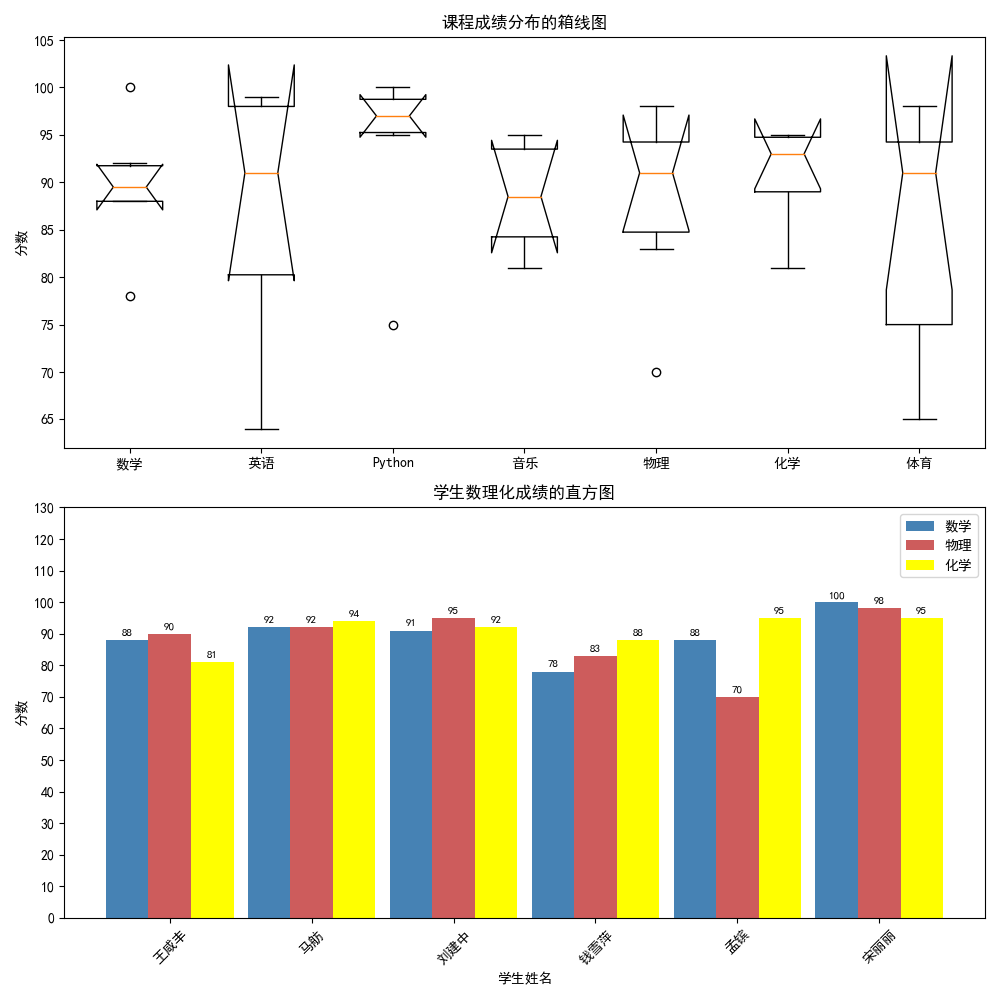 课程成绩分布的箱线图
105
100
95
90
85
80
75
70
65
分数
数学 英语 Python 音乐 物理 化学 体育
学生数理化成绩的直方图
130
120
110
100
90
80
70
60
50
40
30
20
10
0
分数
数学
物理
化学
88 90 81 92 92 94 91 95 92 78 83 88 88 70 95 100 98 95
王咸丰 马舫 刘建中 钱雪萍 孟镔 宋丽丽
学生姓名